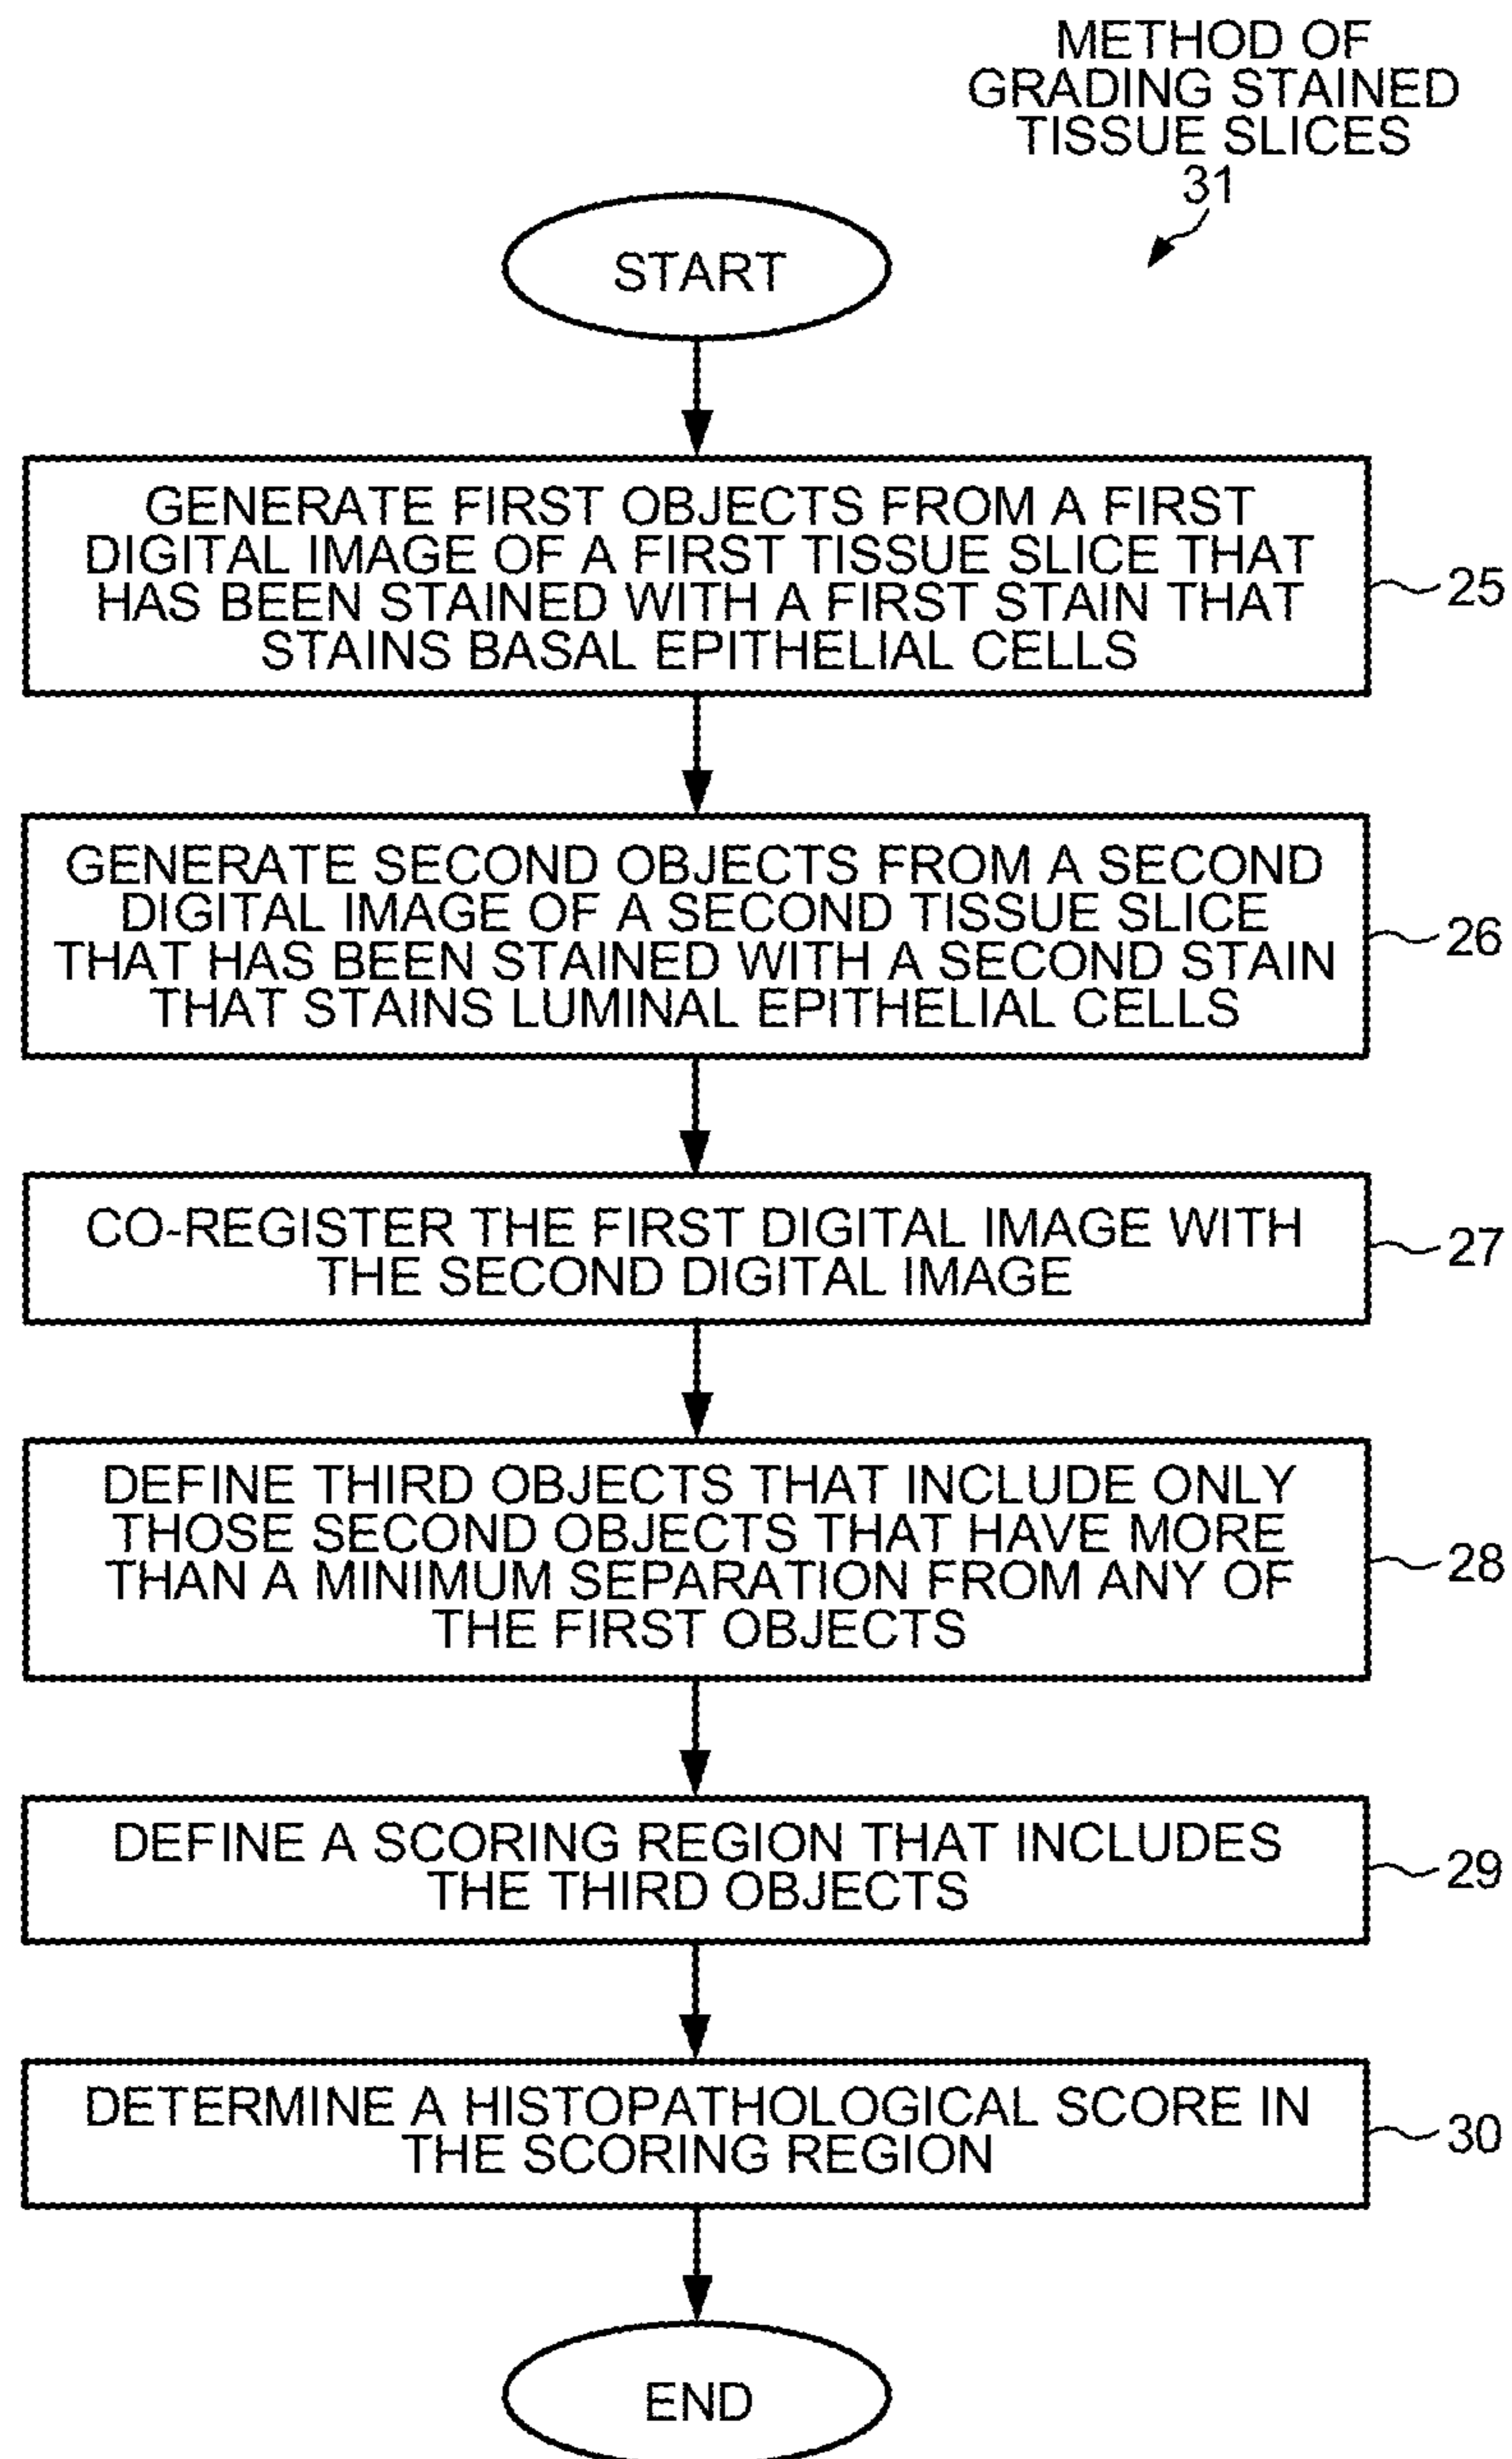 METHOD OF
GRADING STAINED
TISSUE SLICES
31
START
GENERATE FIRST OBJECTS FROM A FIRST
DIGITAL IMAGE OF A FIRST TISSUE SLICE THAT
HAS BEEN STAINED WITH A FIRST STAIN THAT
STAINS BASAL EPITHELIAL CELLS
25
GENERATE SECOND OBJECTS FROM A SECOND
DIGITAL IMAGE OF A SECOND TISSUE SLICE
THAT HAS BEEN STAINED WITH A SECOND STAIN
THAT STAINS LUMINAL EPITHELIAL CELLS
26
CO-REGISTER THE FIRST DIGITAL IMAGE WITH
THE SECOND DIGITAL IMAGE
27
DEFINE THIRD OBJECTS THAT INCLUDE ONLY
THOSE SECOND OBJECTS THAT HAVE MORE
THAN A MINIMUM SEPARATION FROM ANY OF
THE FIRST OBJECTS
28
DEFINE A SCORING REGION THAT INCLUDES
THE THIRD OBJECTS
29
DETERMINE A HISTOPATHOLOGICAL SCORE IN
THE SCORING REGION
30
END